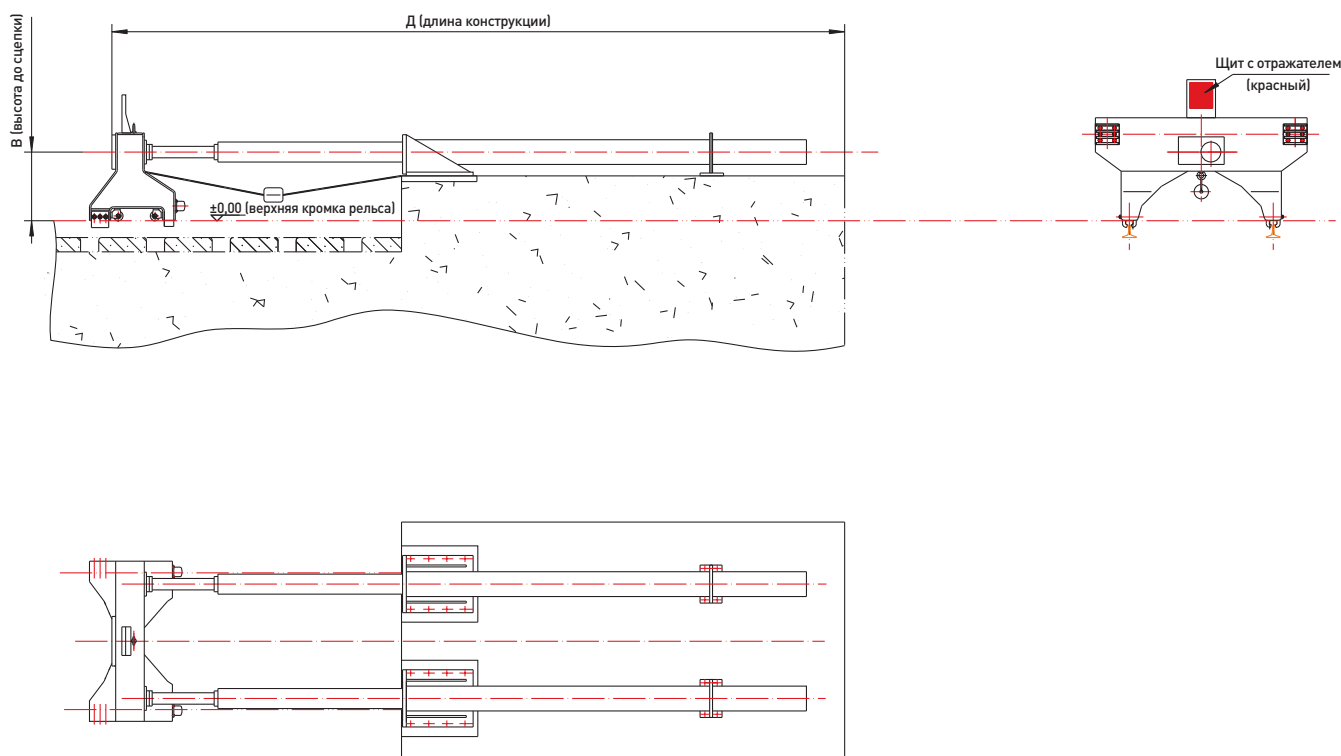 Д (длина конструкции)
В (высота до сцепки)
Щит с отражателем
(красный)
±0,00 (верхняя кромка рельса)